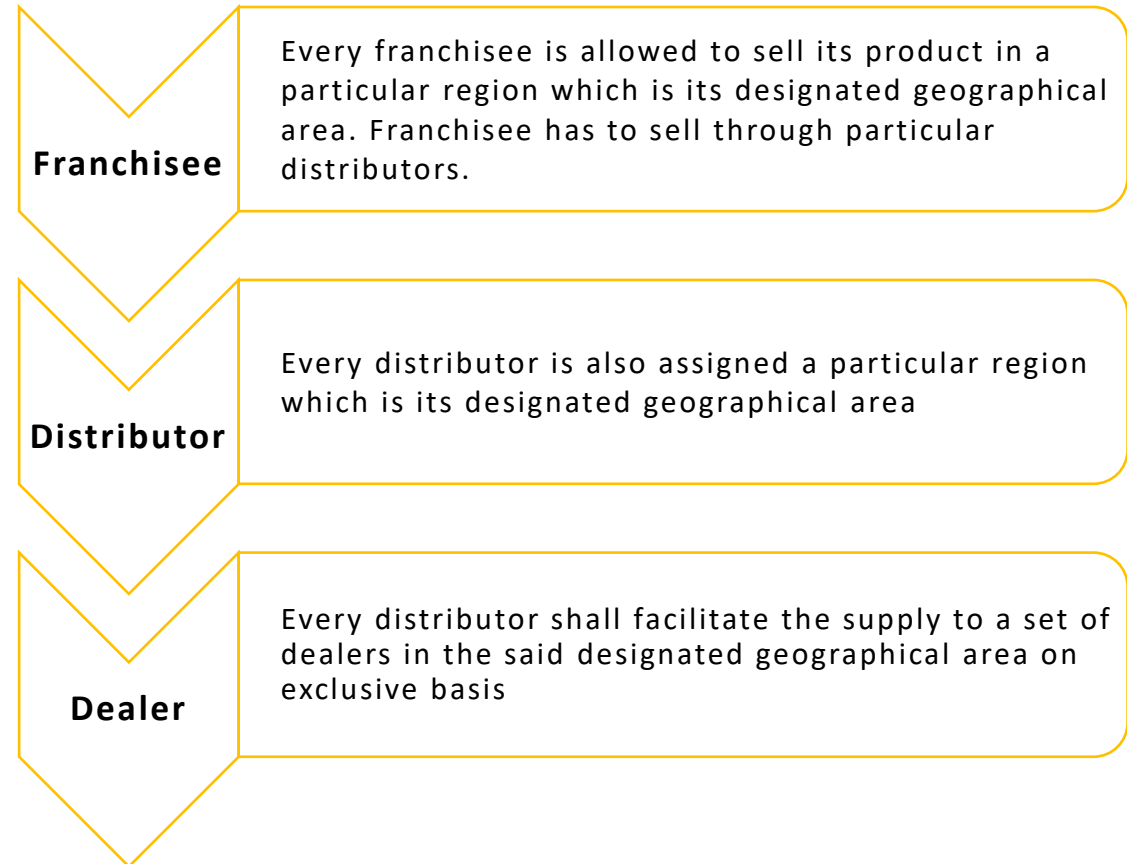 Franchisee
Every franchisee is allowed to sell its product in a
particular region which is its designated geographical
area. Franchisee has to sell through particular
distributors.
Distributor
Every distributor is also assigned a particular region
which is its designated geographical area
Dealer
Every distributor shall facilitate the supply to a set of
dealers in the said designated geographical area on
exclusive basis